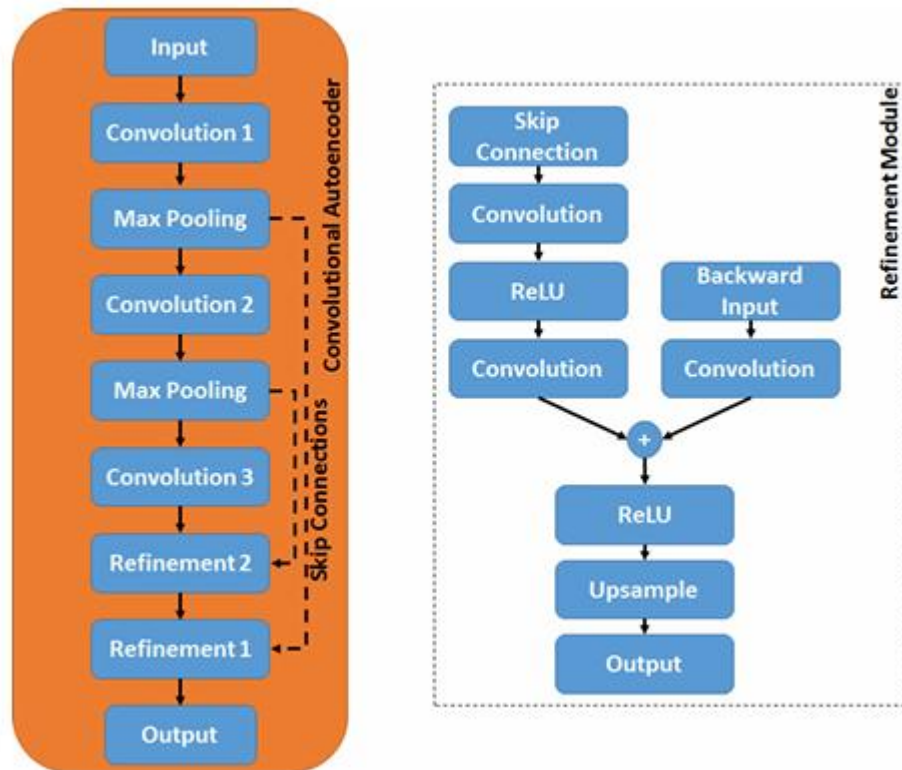 Input
Convolution 1
Max Pooling
Convolution 2
Max Pooling
Convolution 3
Refinement 2
Refinement 1
Output
Convolutional Autoencoder
Skip Connections
Skip
Connection
Convolution
ReLU
Convolution
Backward
Input
Convolution
+
ReLU
Upsample
Output
Refinement Module